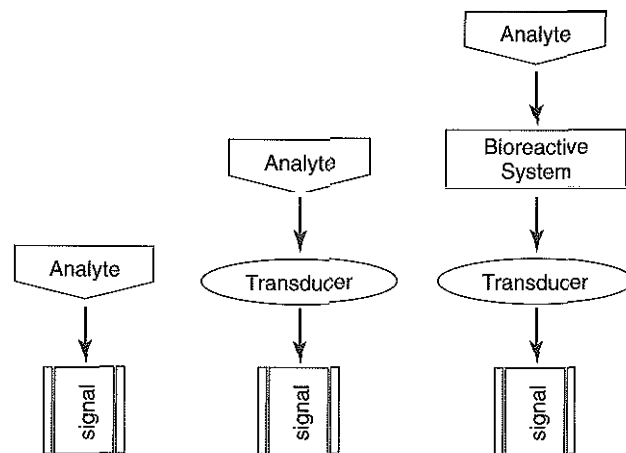 Analyte
signal
Analyte
Transducer
signal
Analyte
Bioreactive
System
Transducer
signal